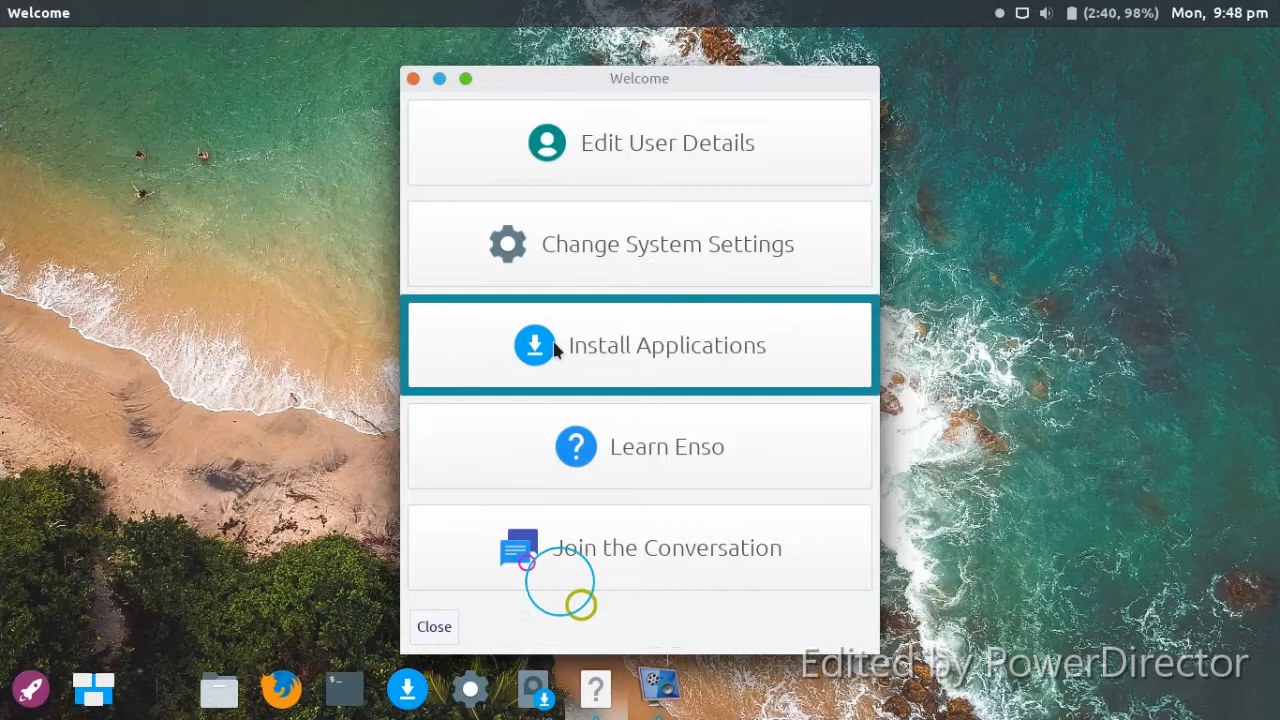 Welcome
(2:40, 98%) Mon, 9:48 pm
Welcome
Edit User Details
Change System Settings
Install Applications
Learn Enso
Join the Conversation
Close
Edited by PowerDirector